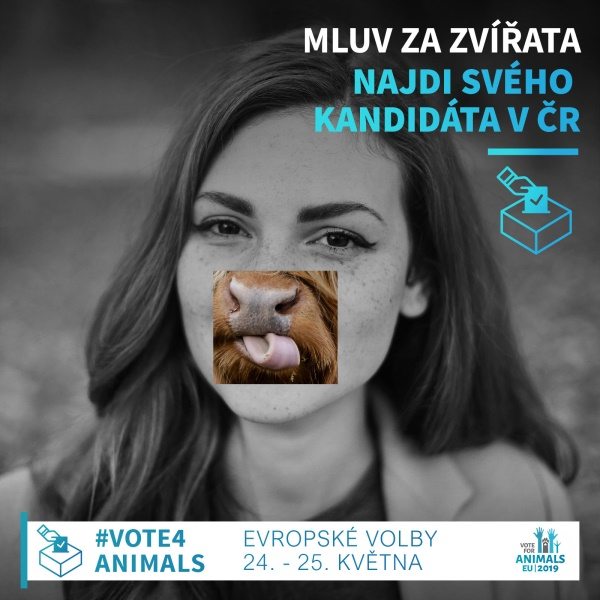 MLUV ZA ZVÍŘATA
NAJDI SVÉHO
KANDIDÁTA V ČR
#VOTE4
ANIMALS
EVROPSKÉ VOLBY
24. - 25. KVĚTNA
VOTE
FOR
ANIMALS
EU | 2019